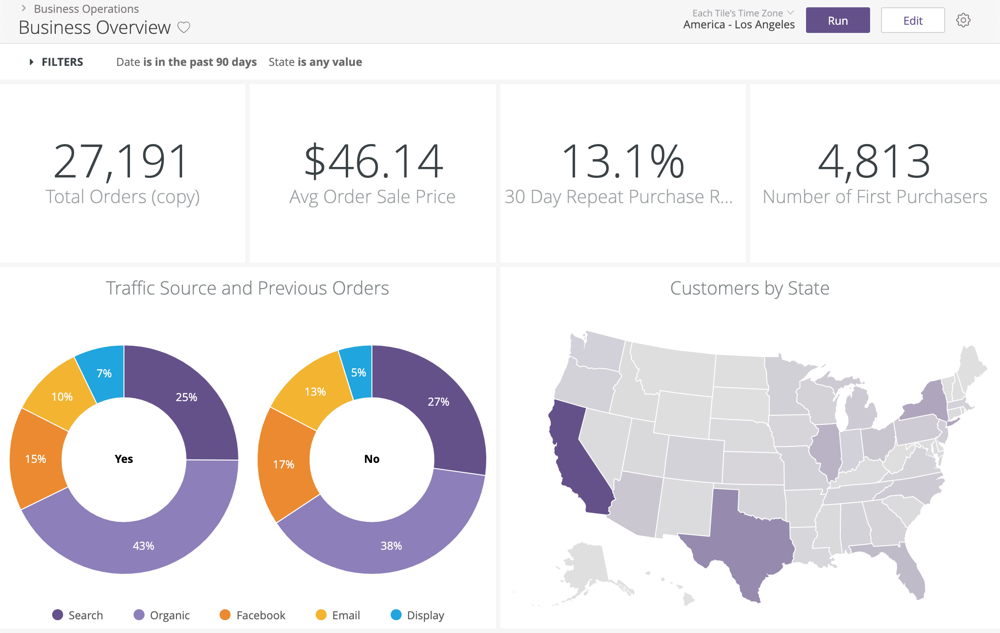 Business Operations
Business Overview
Each Tile's Time Zone
America - Los Angeles
Run
Edit
FILTERS
Date is in the past 90 days
State is any value
27,191
Total Orders (copy)
$46.14
Avg Order Sale Price
13.1%
30 Day Repeat Purchase R...
4,813
Number of First Purchasers
Traffic Source and Previous Orders
7%
25%
10%
15%
Yes
43%
5%
13%
27%
17%
No
38%
Search
Organic
Facebook
Email
Display
Customers by State